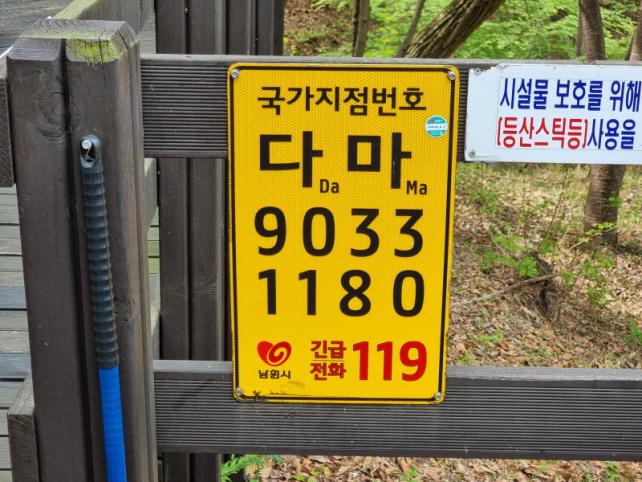 국가지점번호
다 마
Da Ma
9033
1180
남원시
긴급
전화 119
시설물 보호를 위해
(등산스틱등)사용을